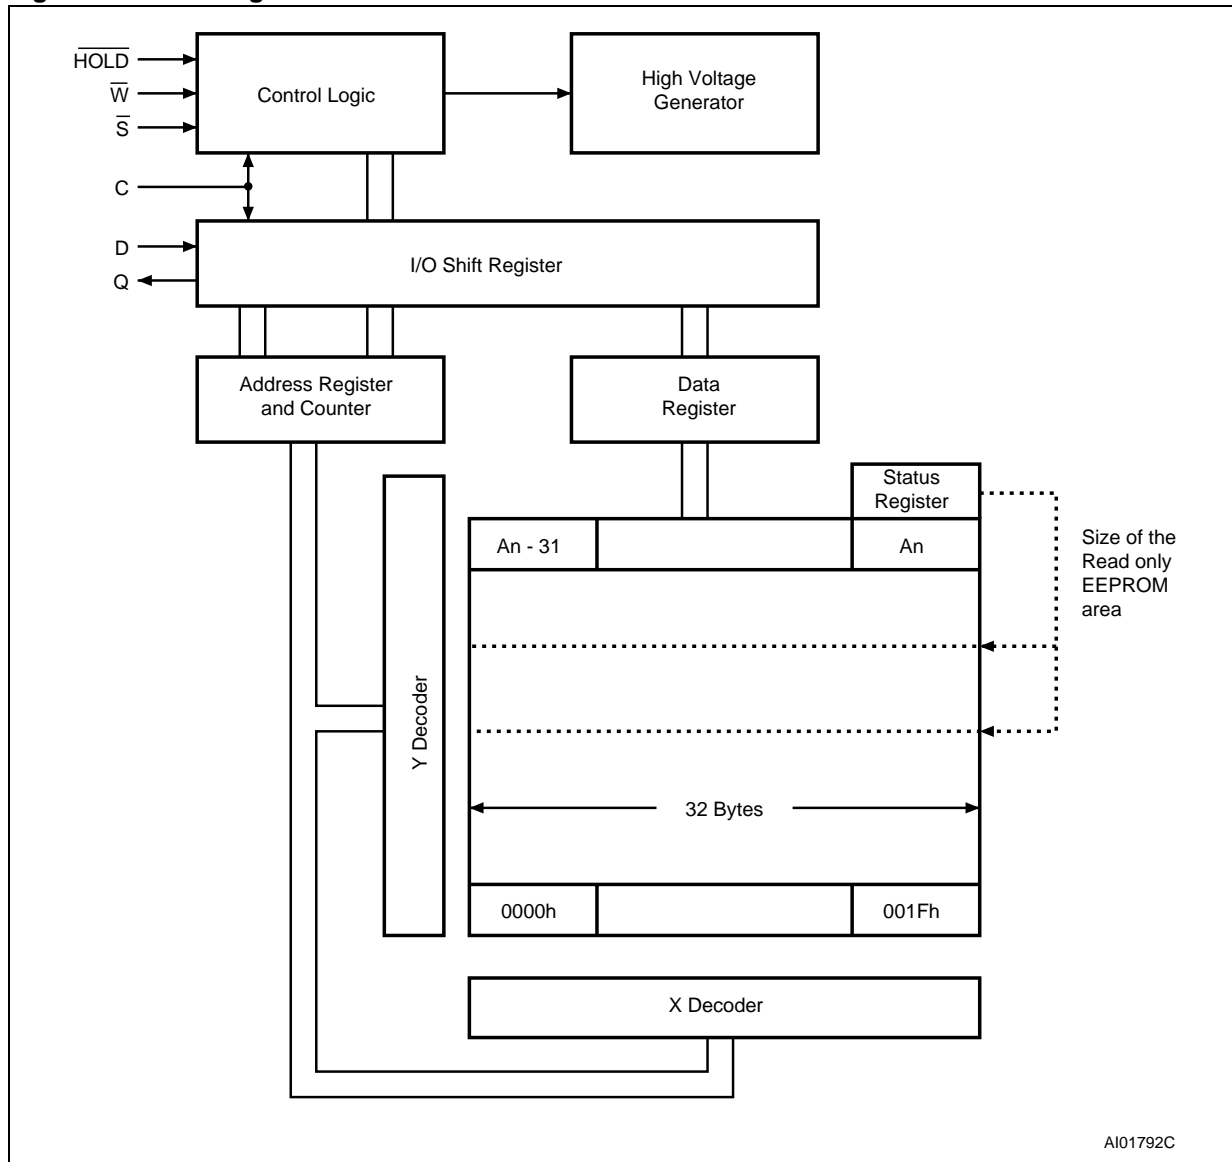 HOLD
W
S
C
D
Q
Control Logic
High Voltage
Generator
I/O Shift Register
Address Register
and Counter
Data
Register
Status
Register
An - 31
An
Size of the
Read only
EEPROM
area
Y Decoder
32 Bytes
0000h
001Fh
X Decoder
AI01792C